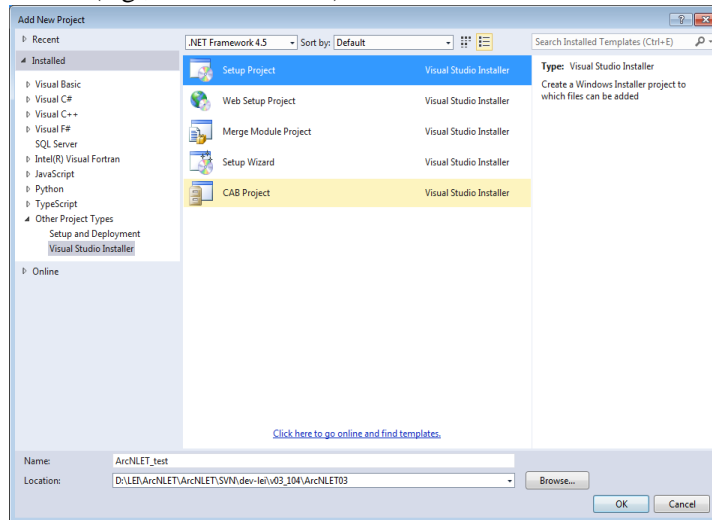 Add New Project
Recent
.NET Framework 4.5 Sort by: Default
Search Installed Templates (Ctrl+E)
Installed
Visual Basic
Visual C#
Visual C++
Visual F#
SQL Server
Intel(R) Visual Fortran
JavaScript
Python
TypeScript
Other Project Types
Setup and Deployment
Visual Studio Installer
Online
Setup Project Visual Studio Installer
Web Setup Project Visual Studio Installer
Merge Module Project Visual Studio Installer
Setup Wizard Visual Studio Installer
CAB Project Visual Studio Installer
Type: Visual Studio Installer
Create a Windows Installer project to
which files can be added
Click here to go online and find templates.
Name: ArcNLET_test
Location: D:\LEI\ArcNLET\ArcNLET\SVN\dev-lei\v03_104\ArcNLET03
Browse...
OK Cancel